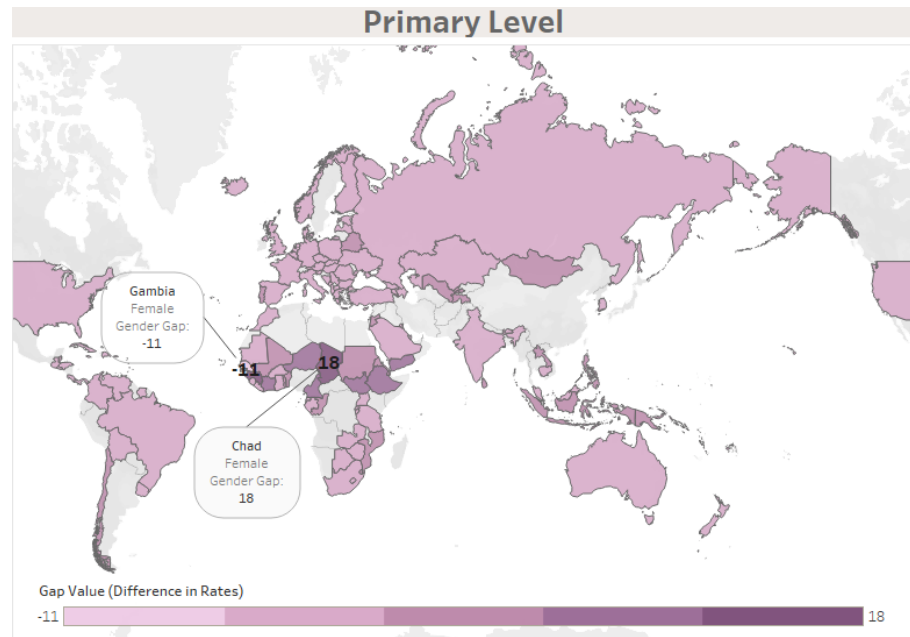 Primary Level
Gambia
Female
Gender Gap:
-11
-11
18
Chad
Female
Gender Gap:
18
Gap Value (Difference in Rates)
-11
18